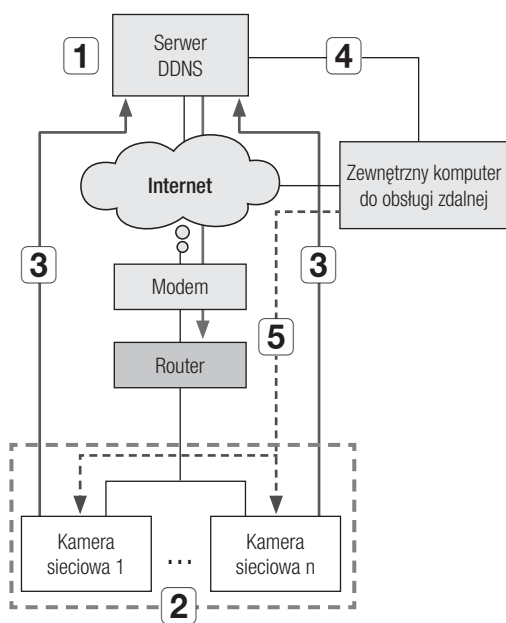 1
Serwer
DDNS
4
Internet
Zewnętrzny komputer
do obsługi zdalnej
3
3
Modem
5
Router
Kamera
sieciowa 1
...
Kamera
sieciowa n
2